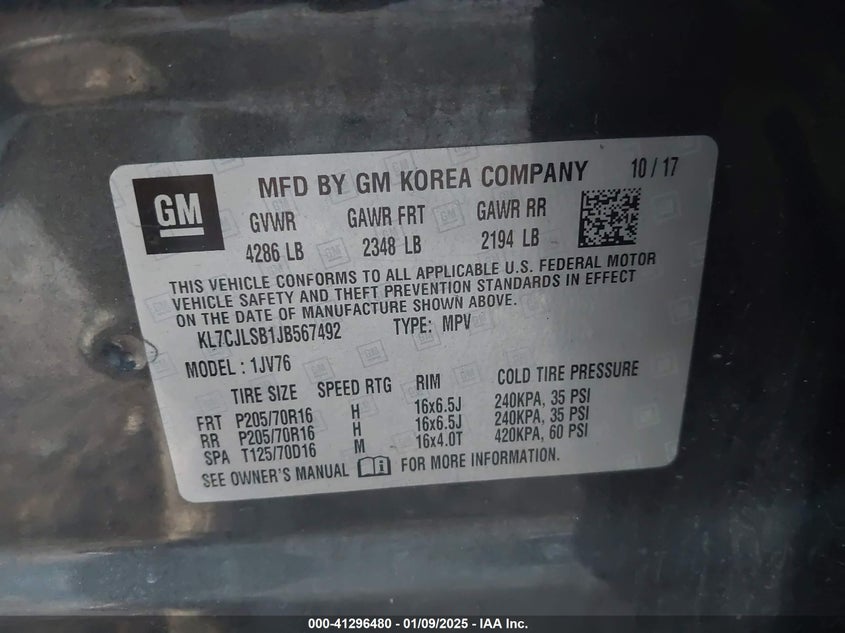 GM
MFD BY GM KOREA COMPANY 10 / 17
GVWR GAWR FRT GAWR RR
4286 LB 2348 LB 2194 LB
THIS VEHICLE CONFORMS TO ALL APPLICABLE U.S. FEDERAL MOTOR
VEHICLE SAFETY AND THEFT PREVENTION STANDARDS IN EFFECT
ON THE DATE OF MANUFACTURE SHOWN ABOVE.
KL7CJLSB1JB567492 TYPE: MPV
MODEL : 1JV76
TIRE SIZE SPEED RTG RIM COLD TIRE PRESSURE
FRT P205/70R16 H 16x6.5J 240KPA, 35 PSI
RR P205/70R16 H 16x6.5J 240KPA, 35 PSI
SPA T125/70D16 M 16x4.0T 420KPA, 60 PSI
SEE OWNER'S MANUAL FOR MORE INFORMATION.
000-41296480 - 01/09/2025 - IAA Inc.